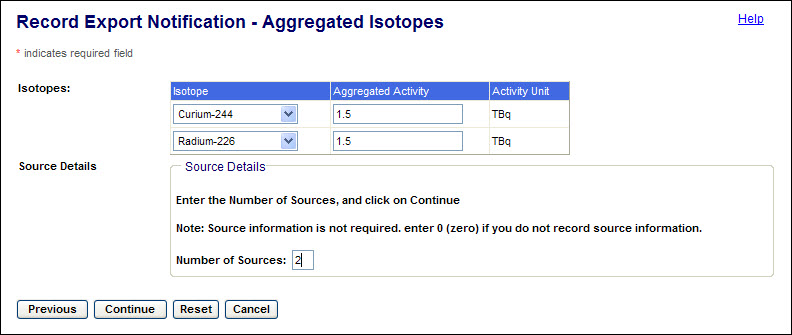 Record Export Notification - Aggregated Isotopes
Help
* indicates required field
Isotopes:
Isotope Aggregated Activity Activity Unit
Curium-244 1.5 TBq
Radium-226 1.5 TBq
Source Details
Source Details
Enter the Number of Sources, and click on Continue
Note: Source information is not required. enter 0 (zero) if you do not record source information.
Number of Sources: 2
Previous Continue Reset Cancel